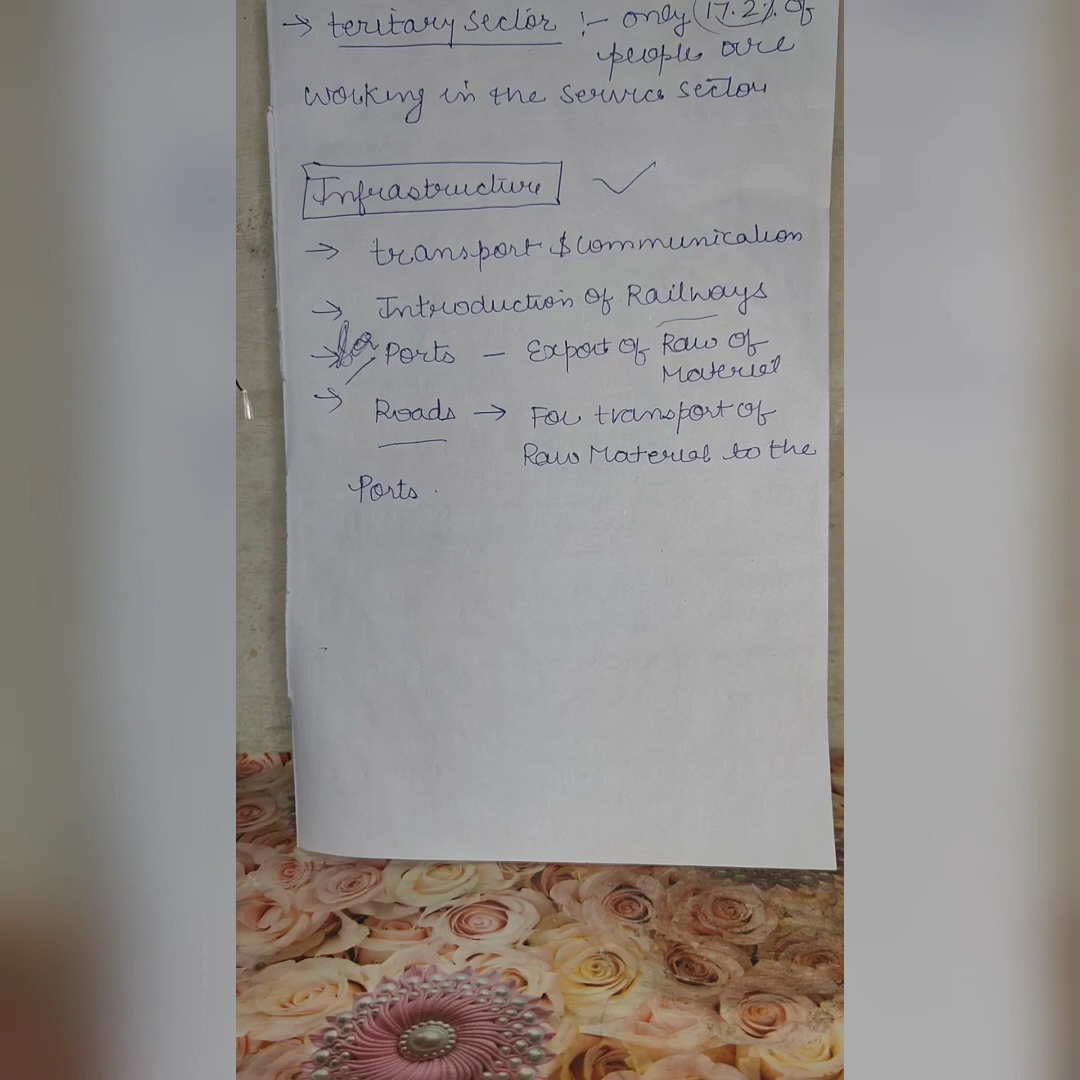 → teritary sector :- only (17.2%) of
people are
working in the service sector
Infrastructure ✓
→ transport & communication
→ Introduction of Railways
→ for Ports – Export of Raw of
Material
→ Roads → For transport of
Raw Material to the
Ports.